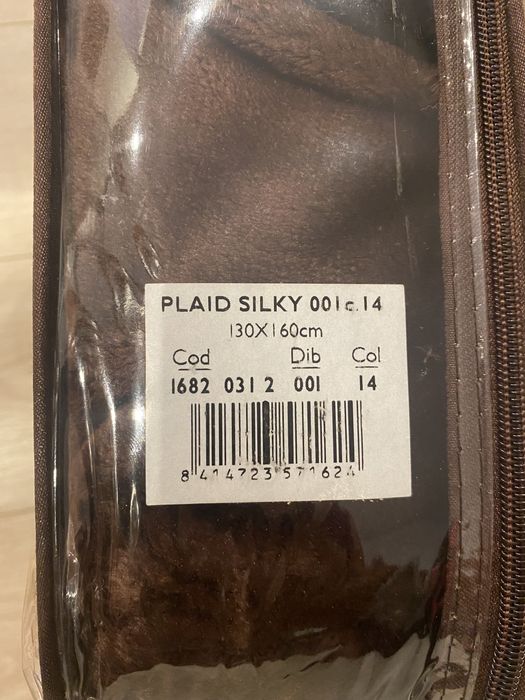 PLAID SILKY 001c.14
130X160cm
Cod Dib Col
1682 031 2 001 14
8 414723 571624